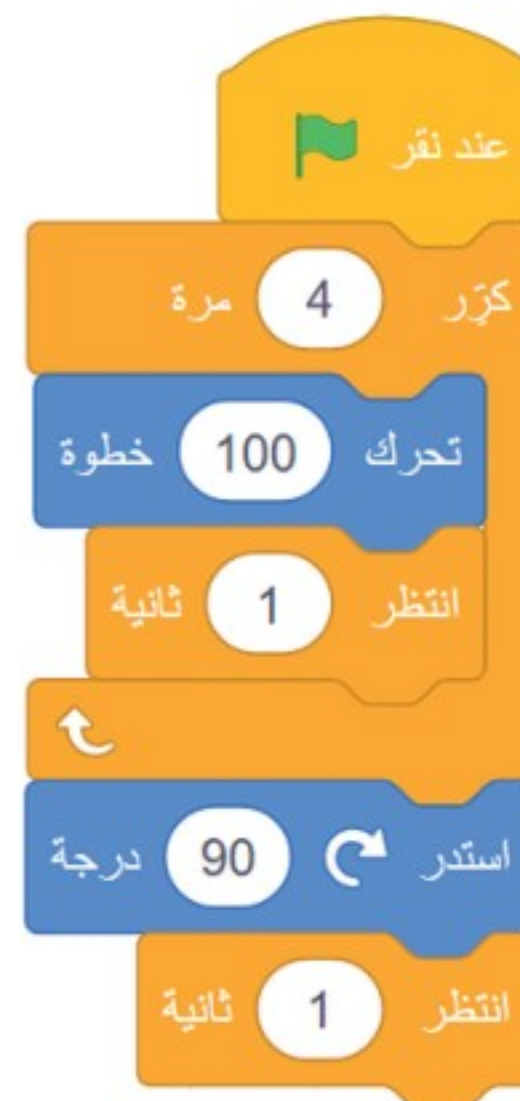 عند نقر
كرّر 4 مرة
تحرك 100 خطوة
انتظر 1 ثانية
استدر 90 درجة
انتظر 1 ثانية